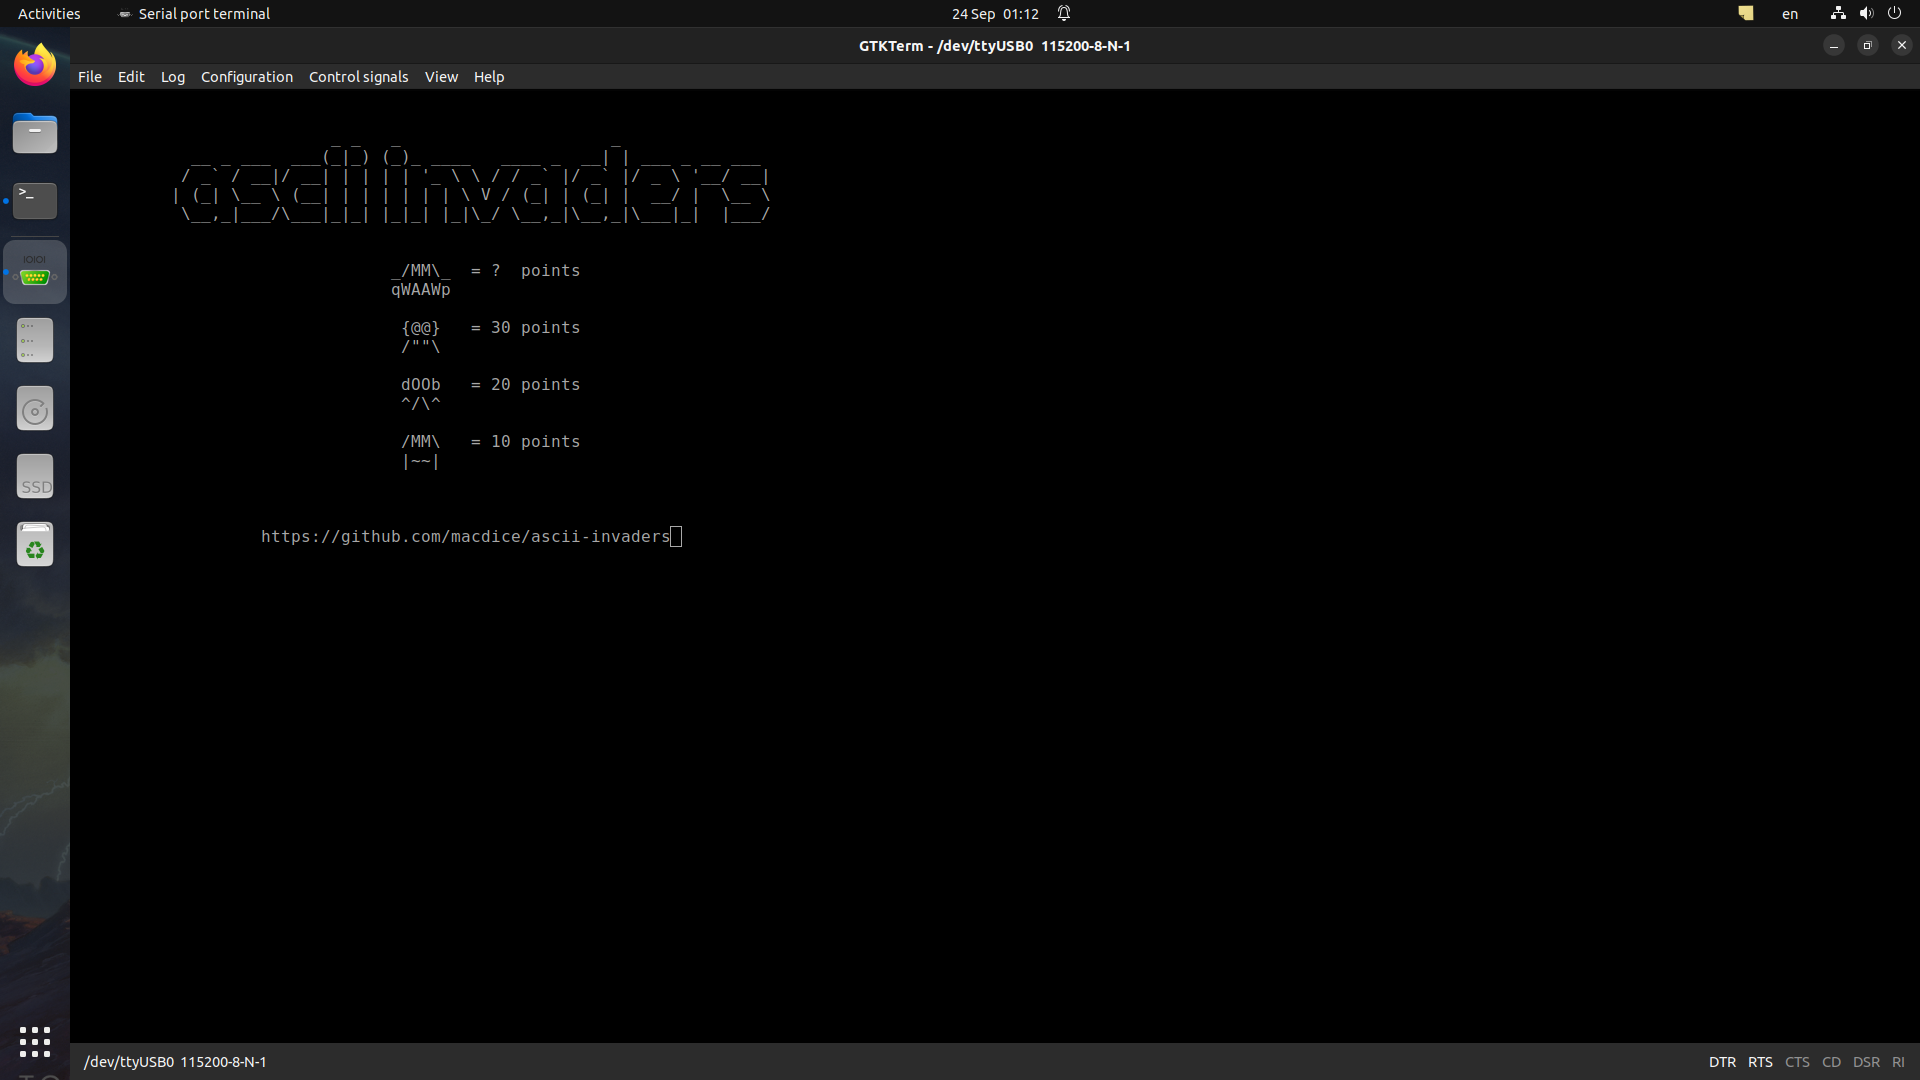 Activities Serial port terminal 24 Sep 01:12 en
GTKTerm - /dev/ttyUSB0 115200-8-N-1
File Edit Log Configuration Control signals View Help
ascii invaders
_/MM\_ = ? points
qWAAWp
{@@} = 30 points
/""\
dOOb = 20 points
^/\^
/MM\ = 10 points
|~~|
https://github.com/macdice/ascii-invaders
>_
IOIOI
SSD
/dev/ttyUSB0 115200-8-N-1 DTR RTS CTS CD DSR RI